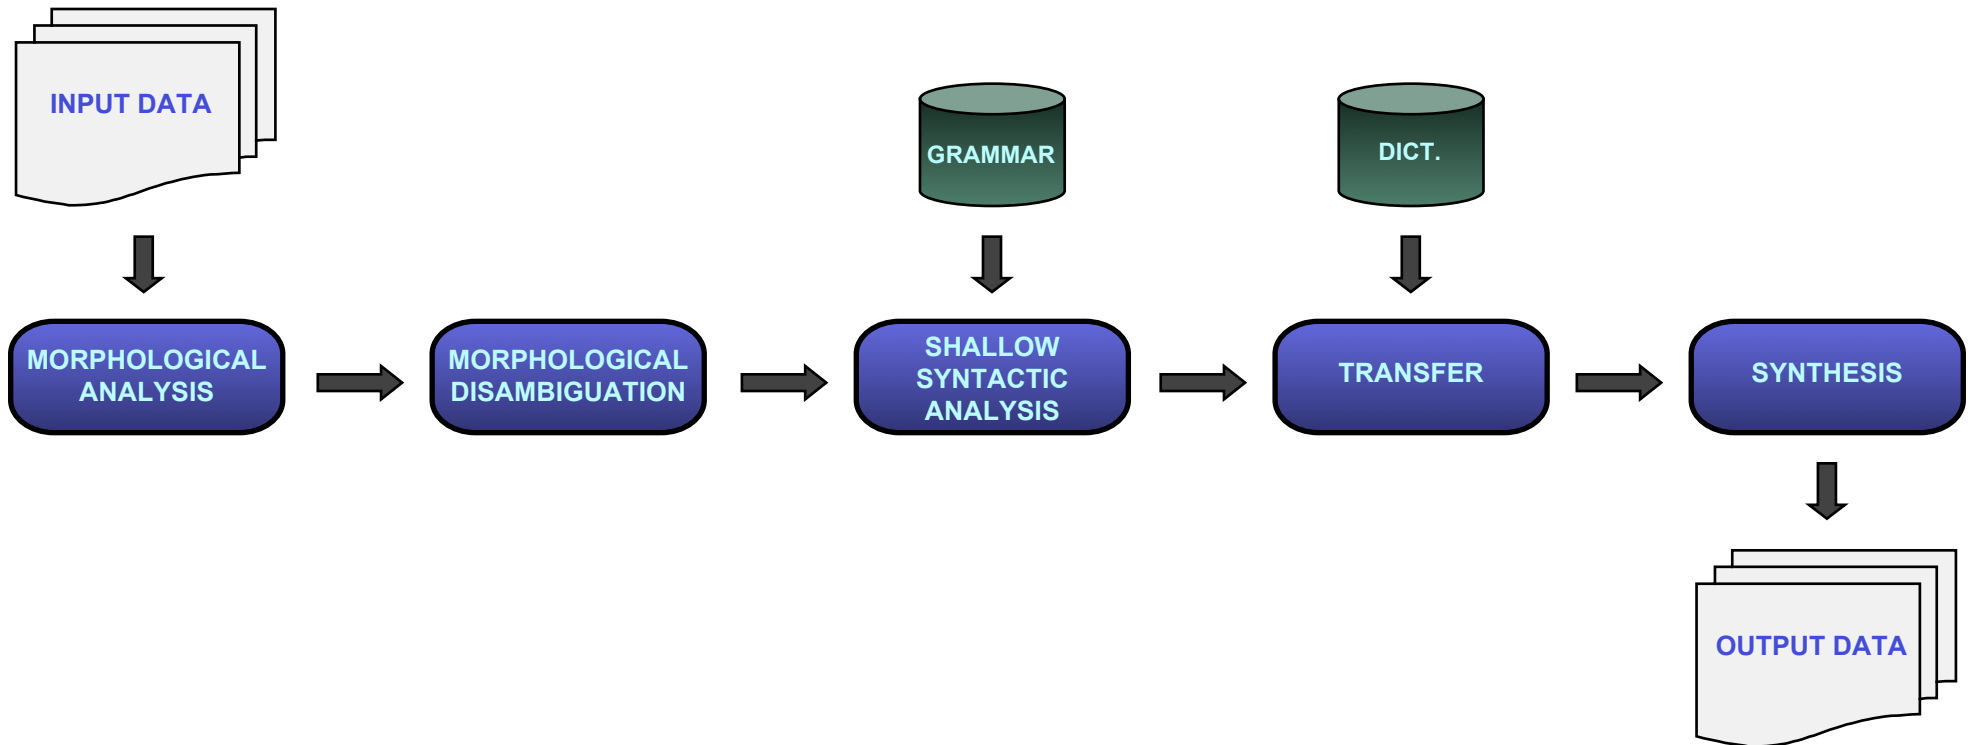 INPUT DATA
GRAMMAR
DICT.
MORPHOLOGICAL
ANALYSIS
MORPHOLOGICAL
DISAMBIGUATION
SHALLOW
SYNTACTIC
ANALYSIS
TRANSFER
SYNTHESIS
OUTPUT DATA